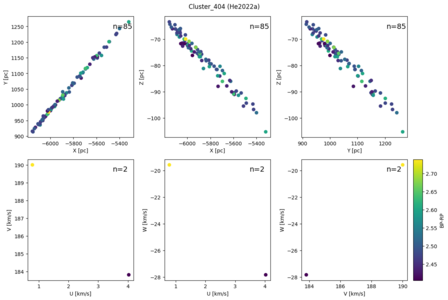 Cluster_404 (He2022a)
n=85 n=85 n=85
1250
1200
1150
1100
1050
1000
950
900
Y [pc]
-6000 -5800 -5600 -5400
X [pc]
-70
-80
-90
-100
Z [pc]
-6000 -5800 -5600 -5400
X [pc]
-70
-80
-90
-100
Z [pc]
900 1000 1100 1200
Y [pc]
n=2 n=2 n=2
190
189
188
187
186
185
184
V [km/s]
1 2 3 4
U [km/s]
-20
-22
-24
-26
-28
W [km/s]
1 2 3 4
U [km/s]
-20
-22
-24
-26
-28
W [km/s]
184 186 188 190
V [km/s]
2.70
2.65
2.60
2.55
2.50
2.45
BP-RP